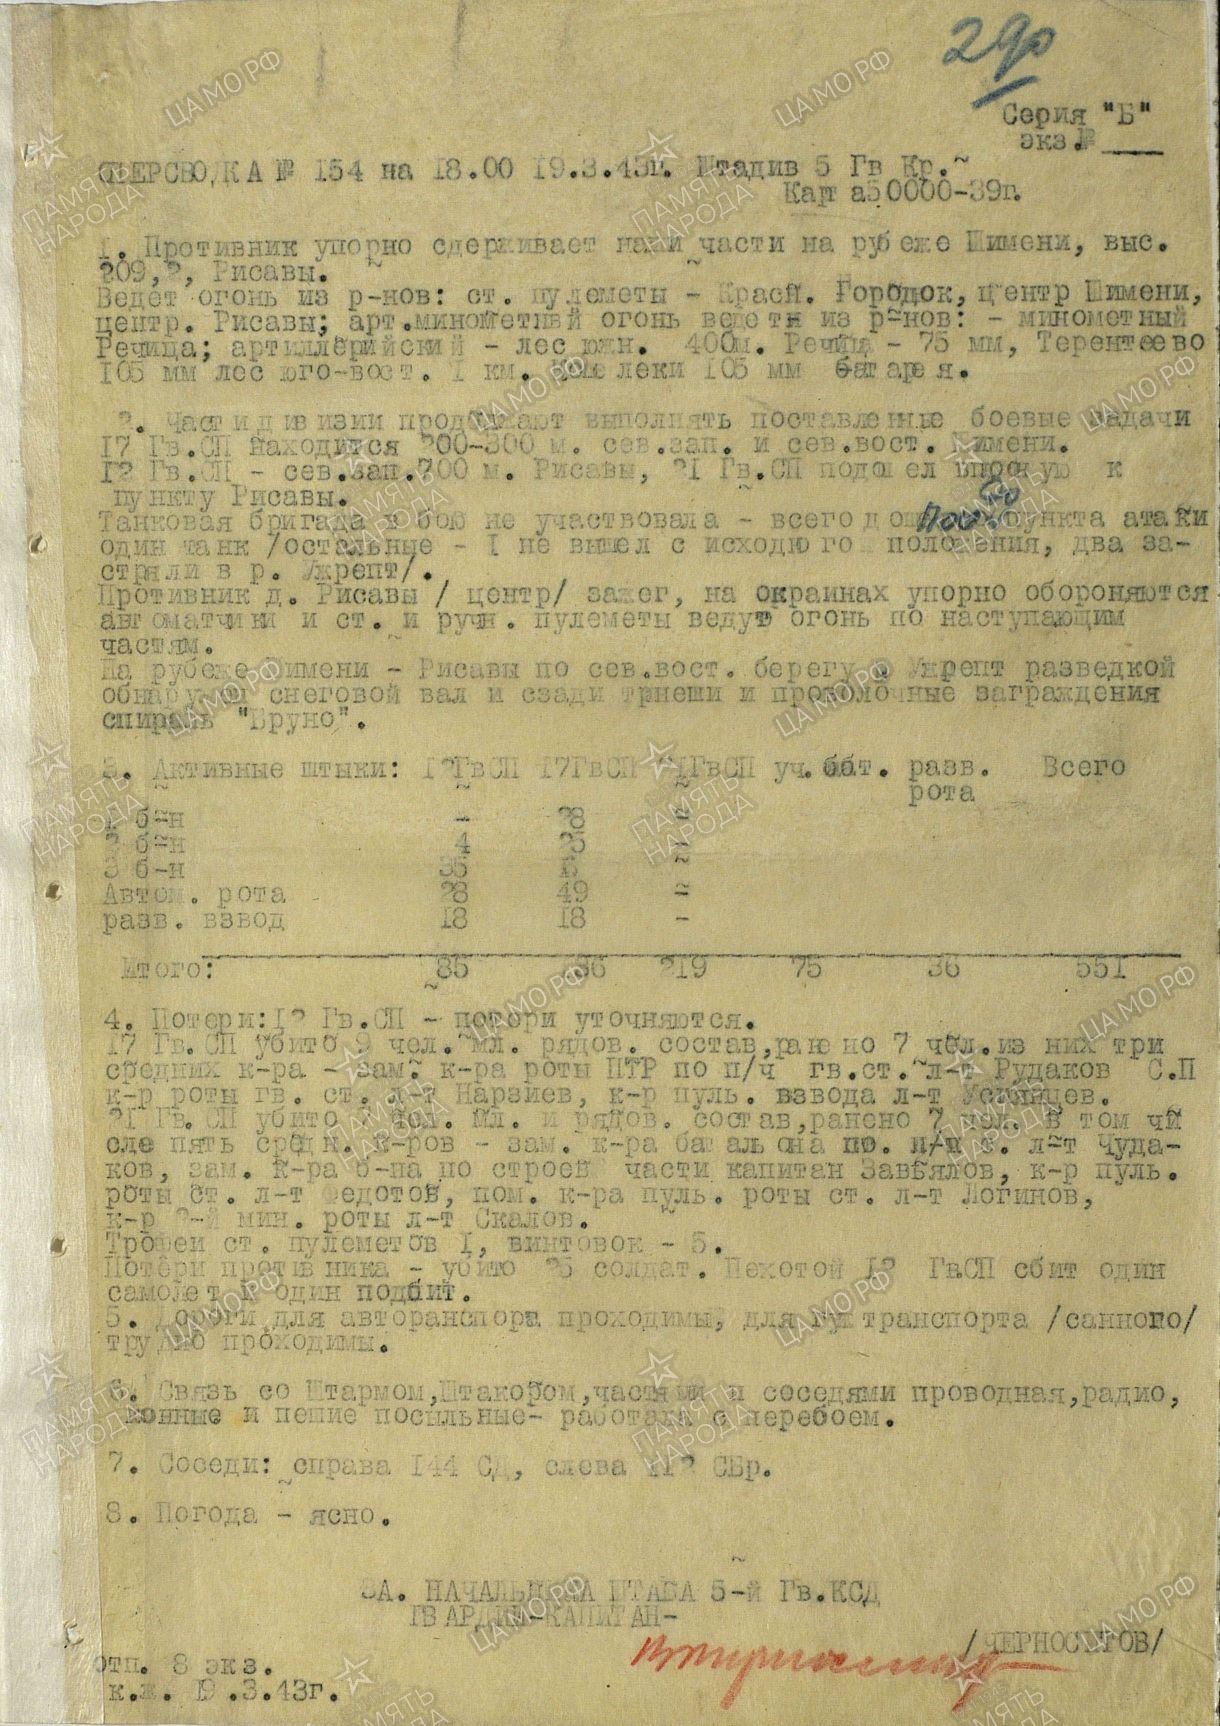 290
Серия "Б"
экз.№ ___
ОПЕРСВОДКА № 154 на 18.00 19.3.43г. Штадив 5 Гв Кр.
Карта50000-39г.
1. Противник упорно сдерживает наши части на рубеже Шимени, выс.
209,2, Рисавы.
Ведет огонь из р-нов: ст. пулеметы - Красн. Городок, центр Шимени,
центр. Рисавы; арт.минометный огонь ведет из р-нов: - минометный
Речица; артиллерийский - лес южн. 400м. Речица - 75 мм, Терентеево
105 мм лес юго-вост. 1 км. 105 мм батарея.
2. Части дивизии продолжают выполнять поставленные боевые задачи
17 Гв.СП находится 200-300 м. сев.зап. и сев.вост. Шимени.
12 Гв.СП - сев.зап.700 м. Рисавы, 21 Гв.СП подошел вплотную к
пункту Рисавы.
Танковая бригада в бою не участвовала - всего до пункта атаки
один танк /остальные - 1 не вышел с исходного положения, два за-
стряли в р. Укрепт/.
Противник д. Рисавы / центр/ зажег, на окраинах упорно обороняются
автоматчики и ст. и ручн. пулеметы ведут огонь по наступающим
частям.
На рубеже Шимени - Рисавы по сев.вост. берегу р. Укрепт разведкой
обнаружен снеговой вал и сзади трнеши и проволочные заграждения
спираль "Бруно".
3. Активные штыки: 12ГвСП 17ГвСП 21ГвСП уч.бат. разв. Всего
рота
1 б-н - 28 -
2 б-н 4 -
3 б-н 35 -
Автом. рота 28 49 -
разв. взвод 18 18 -
Итого: 85 36 219 75 36 551
4. Потери:12 Гв.СП - потери уточняются.
17 Гв.СП убито 9 чел. мл. рядов. состав,ранено 7 чел.из них три
средних к-ра - зам. к-ра роты ПТР по п/ч гв.ст. л-т Рудаков С.П
к-р роты гв. ст. л-т Нарзиев, к-р пуль. взвода л-т
21 Гв.СП убито чел. мл. и рядов. состав,ранено 7 чел. в том чи
сле пять средн. к-ров - зам. к-ра батальона по. п/ч С. л-т Чуда-
ков, зам. к-ра б-на по строев части капитан Завьялов, к-р пуль.
роты ст. л-т Федотов, пом. к-ра пуль. роты ст. л-т Логинов,
к-р 2-й мин. роты л-т Скалов.
Трофеи ст. пулеметов 1, винтовок - 5.
Потери противника - убито 25 солдат. Пехотой 12 Гв.СП сбит один
самолет и один подбит.
5. Дороги для авторанспорта проходимы, для гужтранспорта /санного/
трудно проходимы.
6. Связь со Штармом,Штакором,частями и соседями проводная,радио,
конные и пешие посыльные- работала с перебоем.
7. Соседи: справа 144 СД, слева 112 СБр.
8. Погода - ясно.
ЗА. НАЧАЛЬНИКА ШТАБА 5-й Гв.КСД
ГВАРДИИ-КАПИТАН-
/ЧЕРНОСЕТОВ/
отп. 8 экз.
к.ж. 19.3.43г.